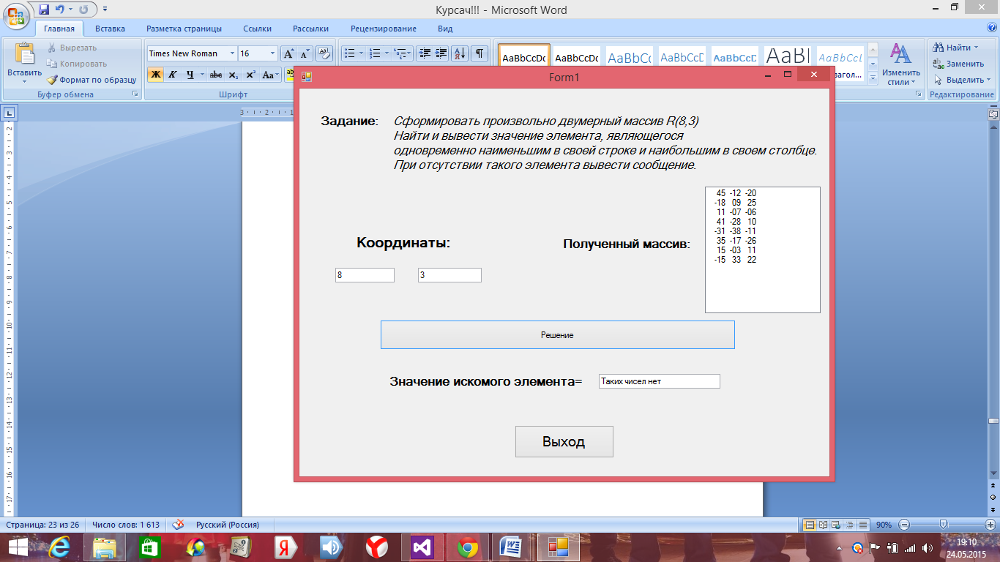 Курсач!!! - Microsoft Word
Главная Вставка Разметка страницы Ссылки Рассылки Рецензирование Вид
Вставить
Вырезать
Копировать
Формат по образцу
Буфер обмена
Times New Roman 16
Ж К Ч abc x₂ x² Aa
Шрифт
AaBbCcDc AaBbCcDc AaBbCc AaBbCcD AaBbCcD AaBl AaBbCcL
Изменить стили
Найти
Заменить
Выделить
Редактирование
3 2 1
Form1
Задание: Сформировать произвольно двумерный массив R(8,3)
Найти и вывести значение элемента, являющегося
одновременно наименьшим в своей строке и наибольшим в своем столбце.
При отсутствии такого элемента вывести сообщение.
45 -12 -20
-18 09 25
11 -07 -06
41 -28 10
-31 -38 -11
35 -17 -26
15 -03 11
-15 33 22
Координаты:
Полученный массив:
8 3
Решение
Значение искомого элемента= Таких чисел нет
Выход
Страница: 23 из 26 Число слов: 1 613 Русский (Россия) 90%
19:10
24.05.2015